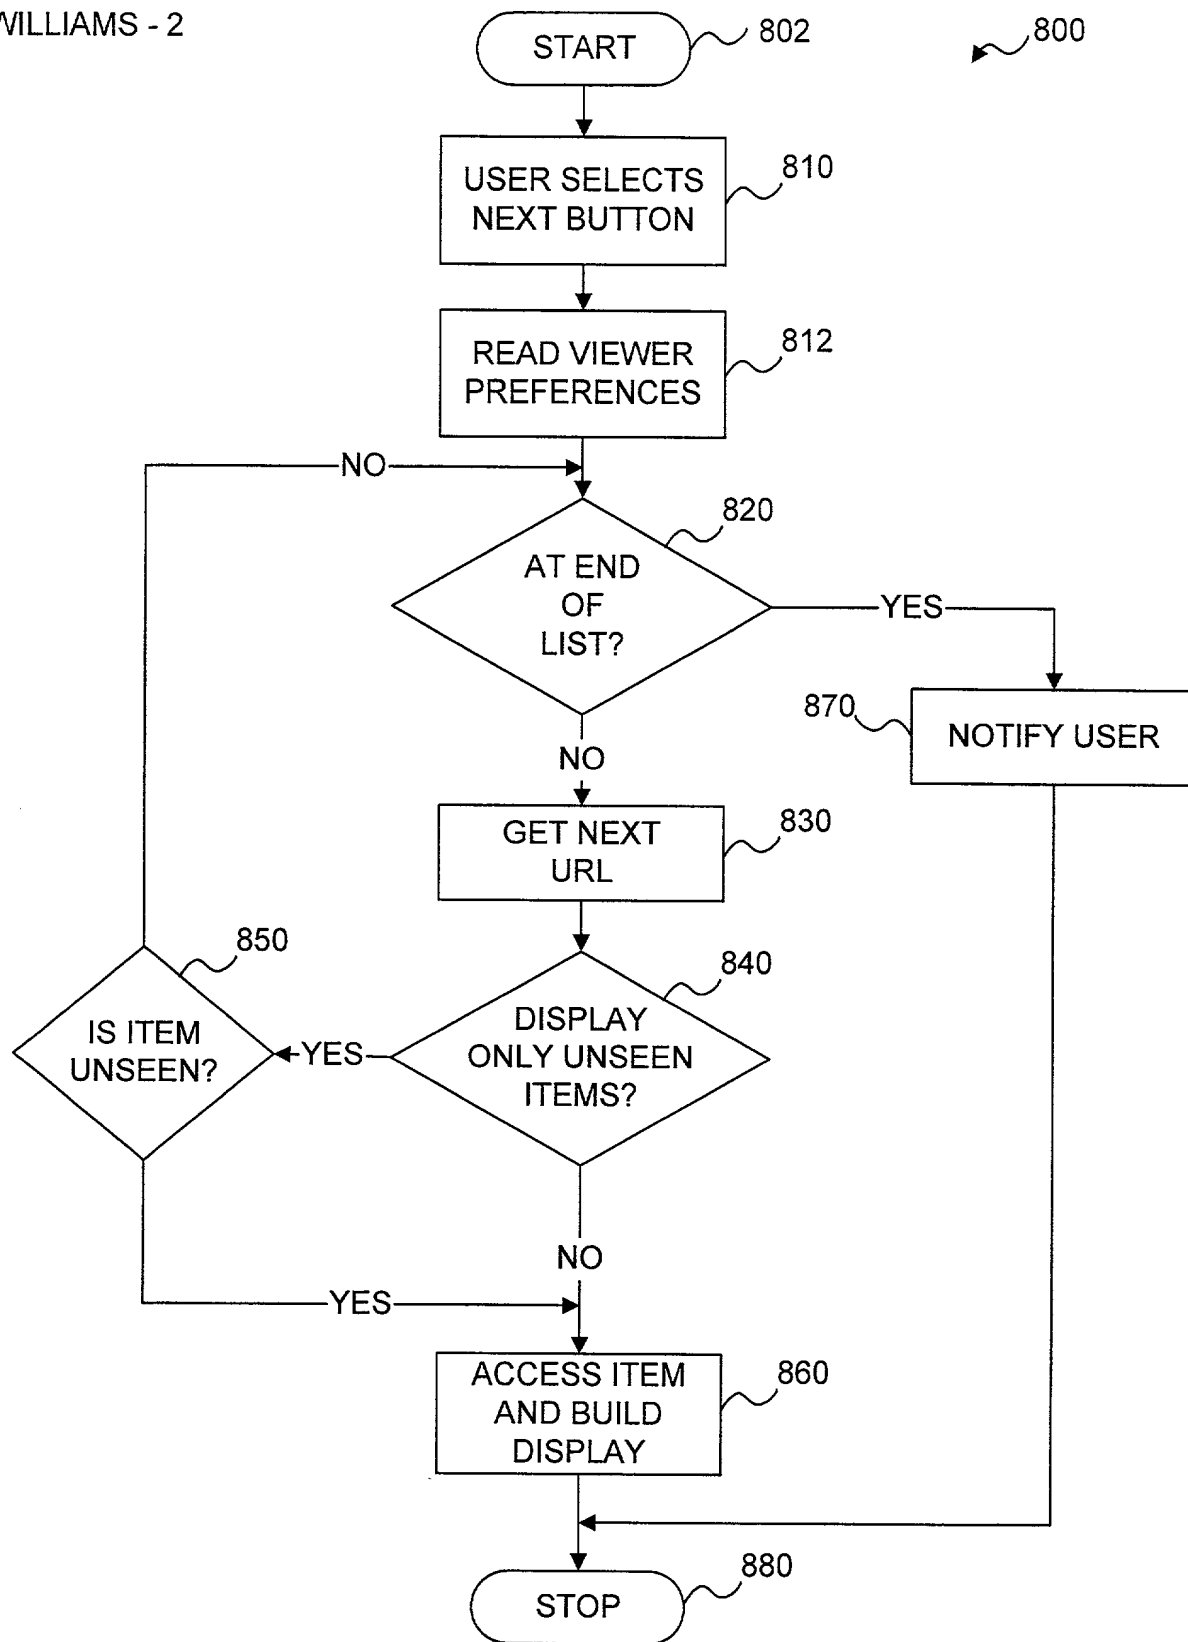 WILLIAMS - 2
START
802
800
USER SELECTS
NEXT BUTTON
810
READ VIEWER
PREFERENCES
812
NO
820
AT END
OF
LIST?
YES
870
NOTIFY USER
NO
GET NEXT
URL
830
850
IS ITEM
UNSEEN?
YES
840
DISPLAY
ONLY UNSEEN
ITEMS?
NO
YES
ACCESS ITEM
AND BUILD
DISPLAY
860
STOP
880